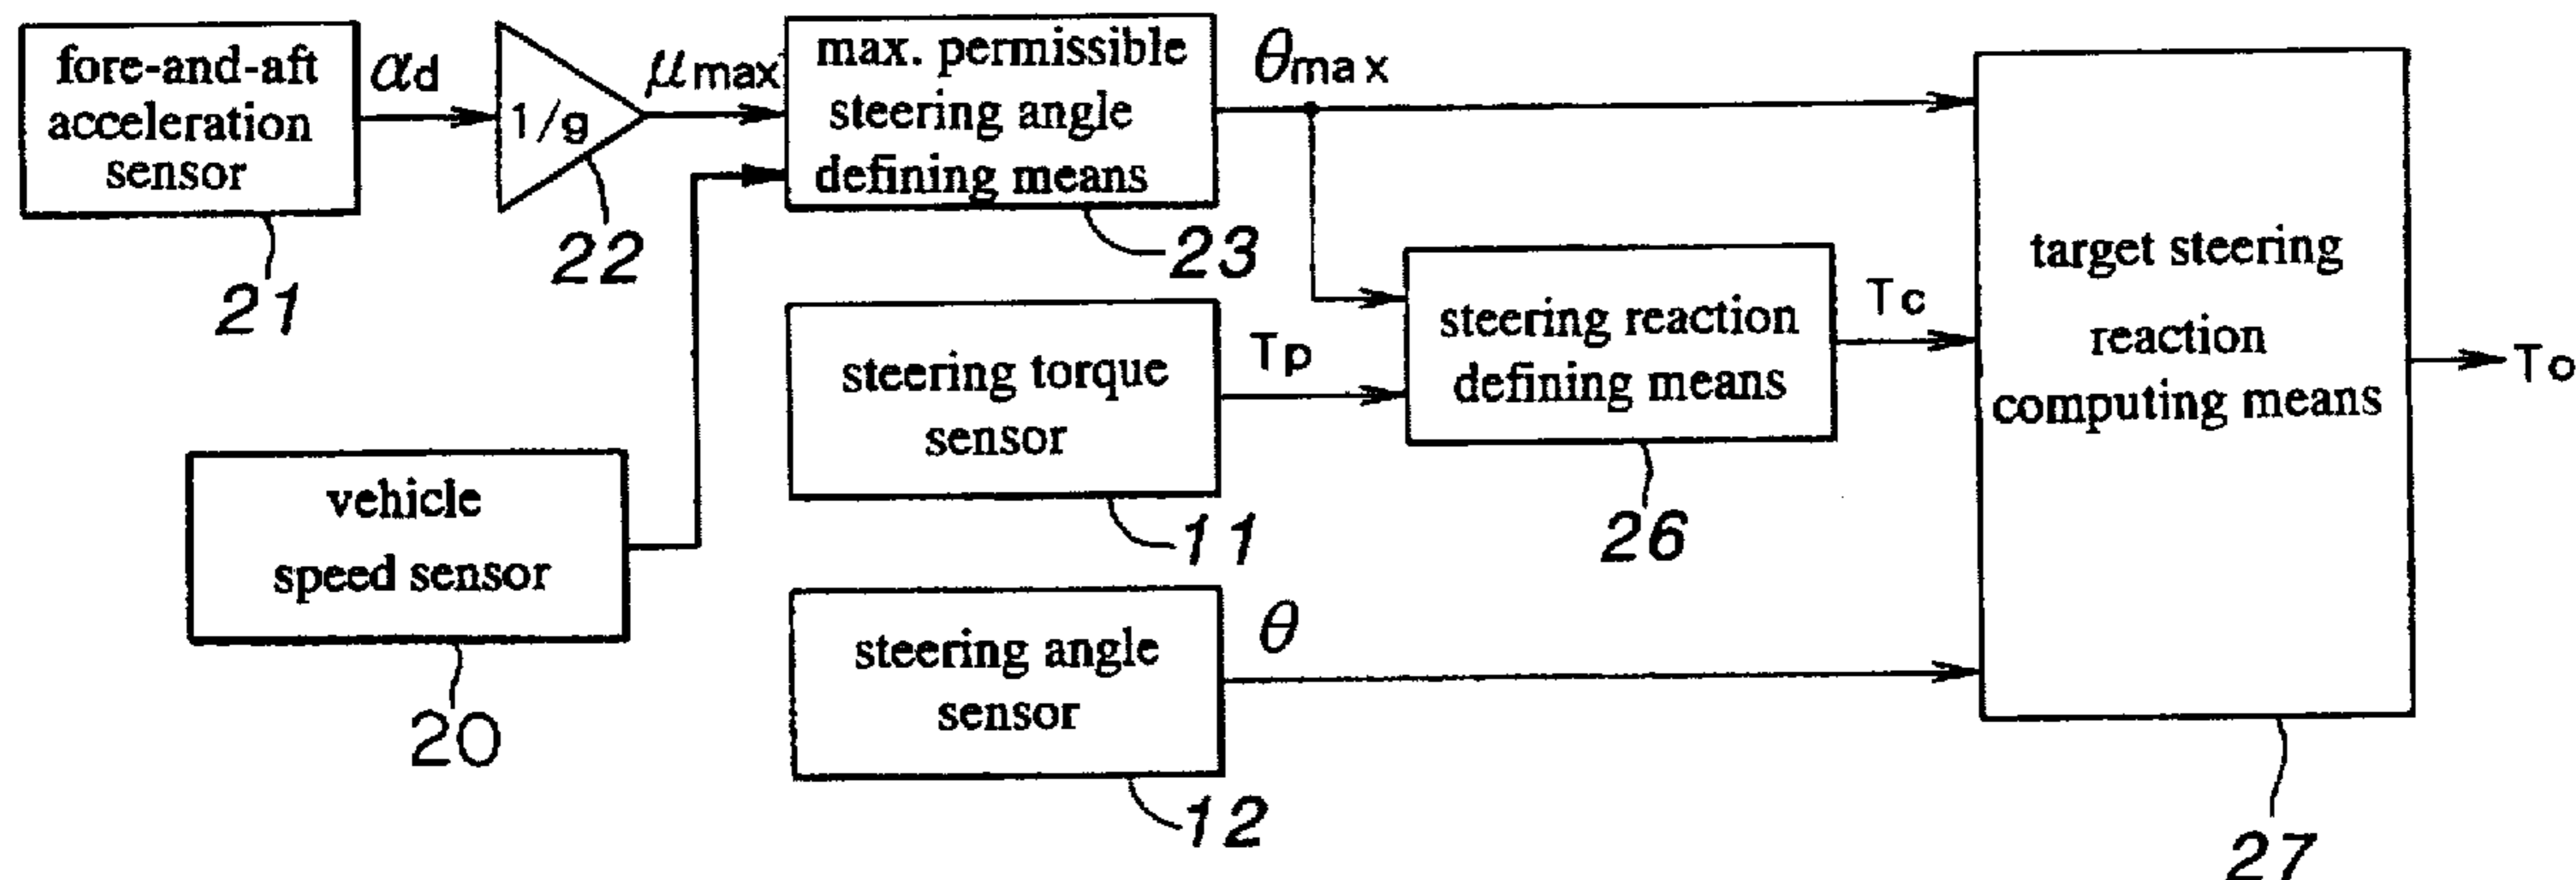 fore-and-aft
acceleration
sensor
21
αd
1/g
22
μmax
max. permissible
steering angle
defining means
23
θmax
vehicle
speed sensor
20
steering torque
sensor
11
Tp
steering reaction
defining means
26
Tc
steering angle
sensor
12
θ
target steering
reaction
computing means
27
To